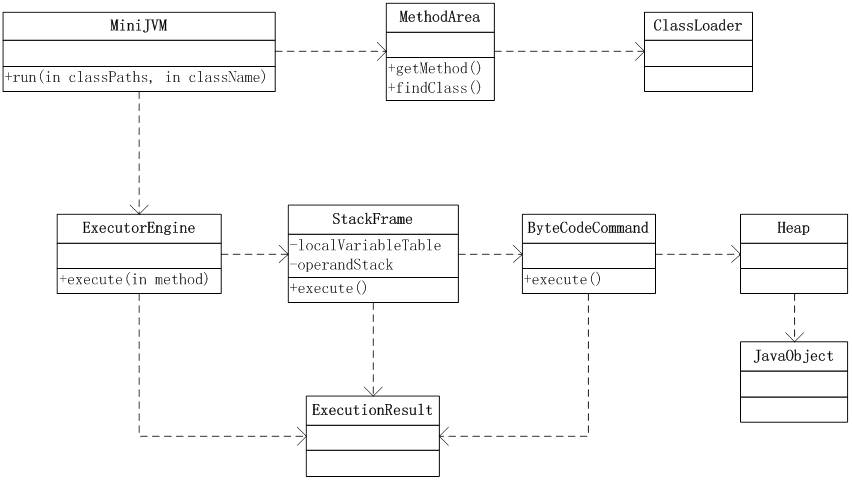 MiniJVM
+run(in classPaths, in className)
MethodArea
+getMethod()
+findClass()
ClassLoader
ExecutorEngine
+execute(in method)
StackFrame
-localVariableTable
-operandStack
+execute()
ByteCodeCommand
+execute()
Heap
JavaObject
ExecutionResult